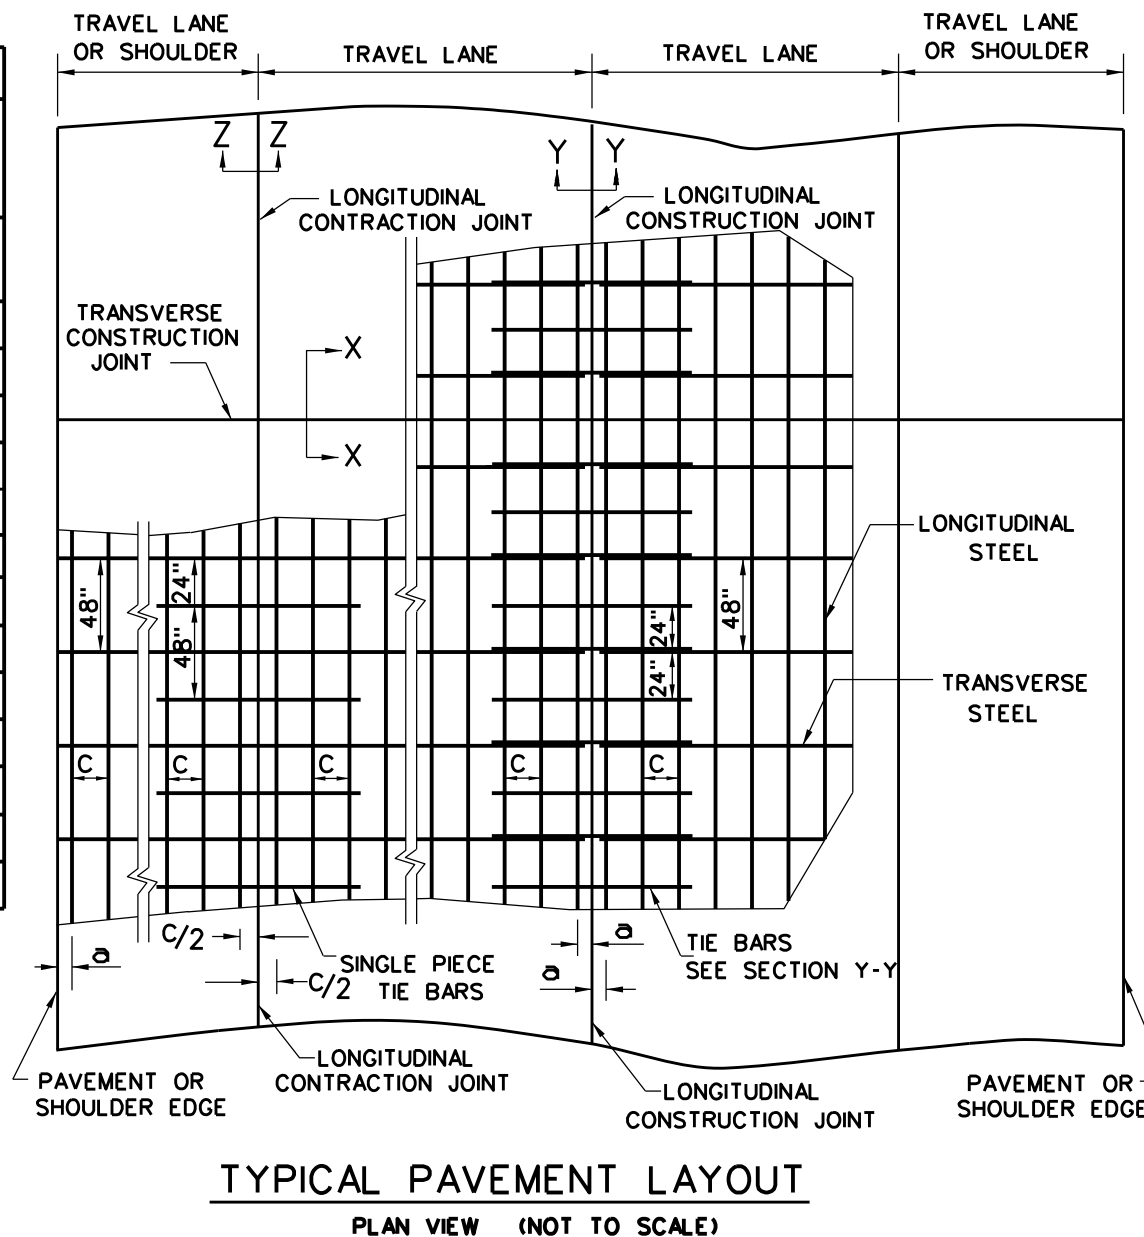 TRAVEL LANE
OR SHOULDER
TRAVEL LANE
TRAVEL LANE
TRAVEL LANE
OR SHOULDER
Z Z
Y Y
LONGITUDINAL
CONTRACTION JOINT
LONGITUDINAL
CONSTRUCTION JOINT
TRANSVERSE
CONSTRUCTION
JOINT
X
X
LONGITUDINAL
STEEL
48"
24"
48"
24"
24"
48"
TRANSVERSE
STEEL
C
C
C
C
C
C/2
a
a
TIE BARS
SEE SECTION Y-Y
SINGLE PIECE
TIE BARS
C/2
a
LONGITUDINAL
CONTRACTION JOINT
PAVEMENT OR
SHOULDER EDGE
LONGITUDINAL
CONSTRUCTION JOINT
PAVEMENT OR
SHOULDER EDGE
TYPICAL PAVEMENT LAYOUT
PLAN VIEW (NOT TO SCALE)